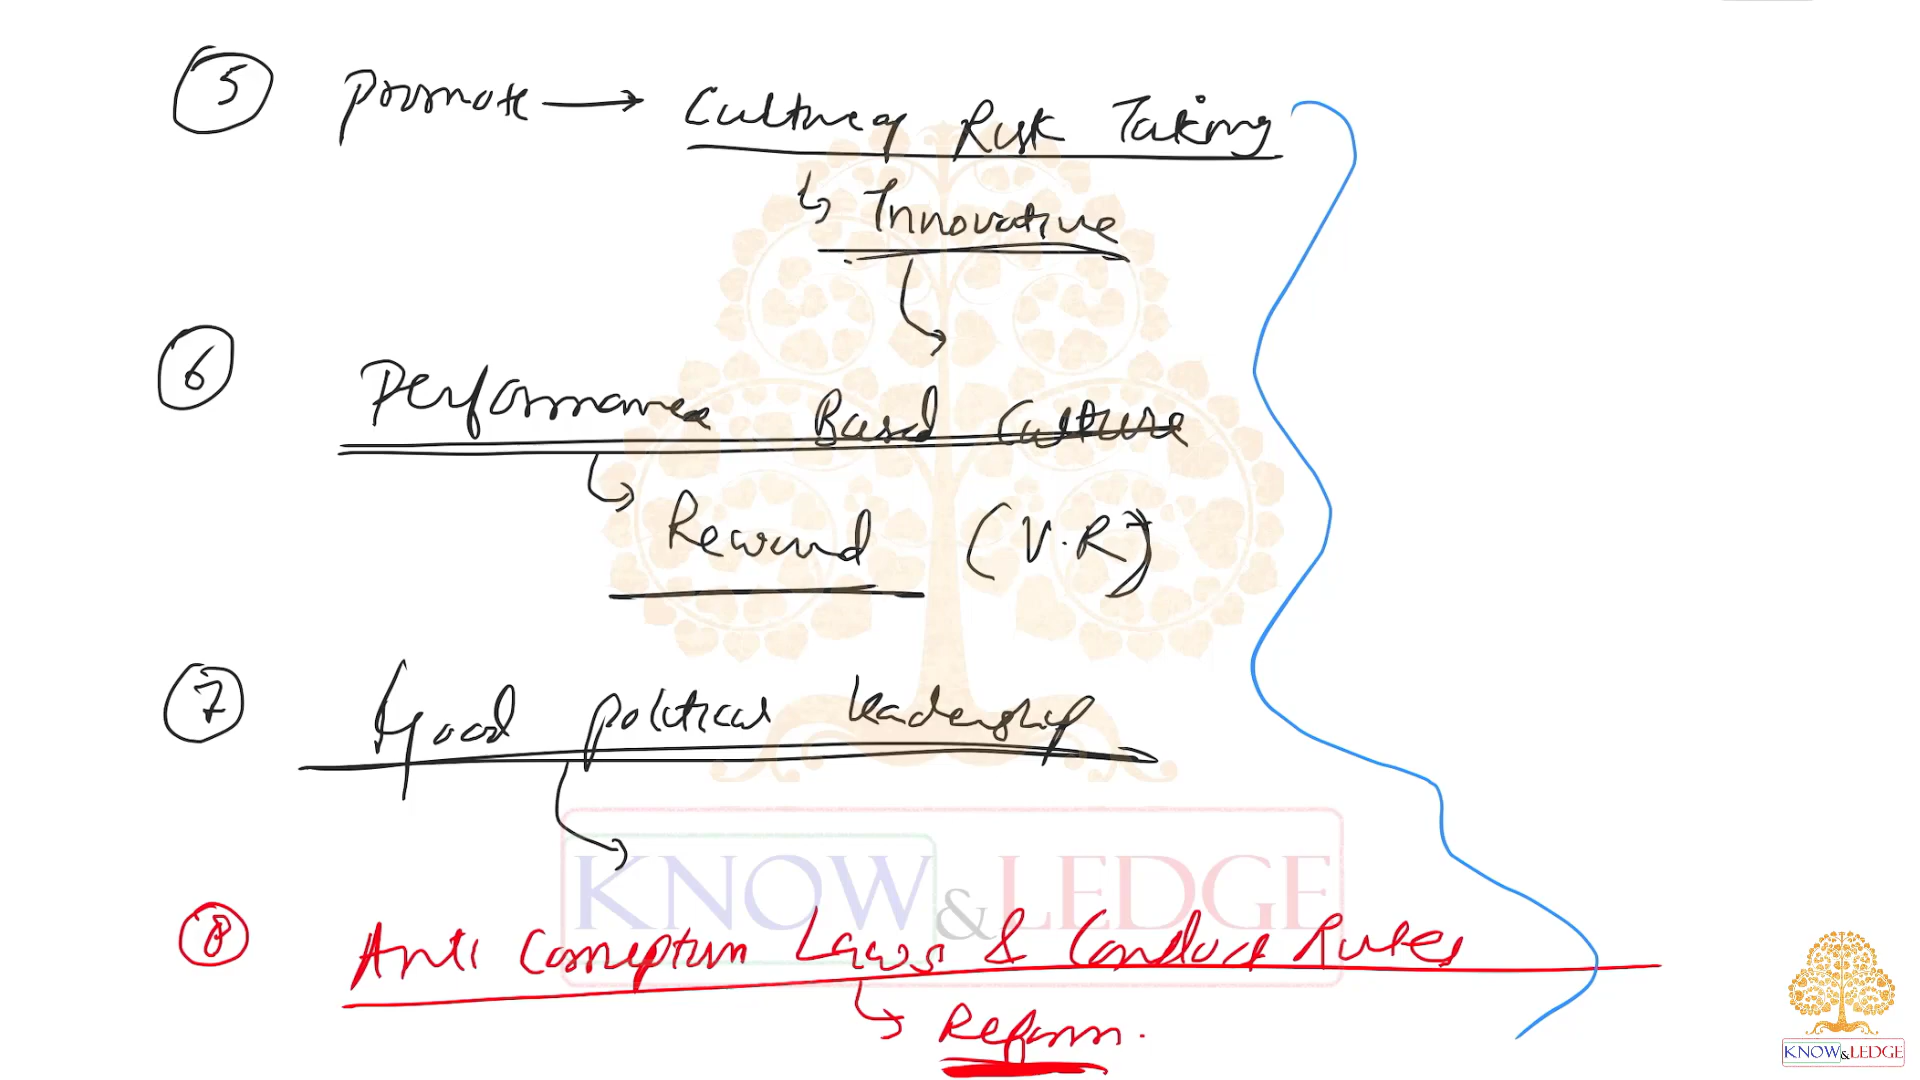 5 Promote → Culture of Risk Taking
↳ Innovative
6 Performance Based Culture
↳ Reward (V.R)
7 Good political leadership
8 Anti Corruption Laws & Conduct Rules
↳ Reform.
KNOW&LEDGE
KNOW&LEDGE